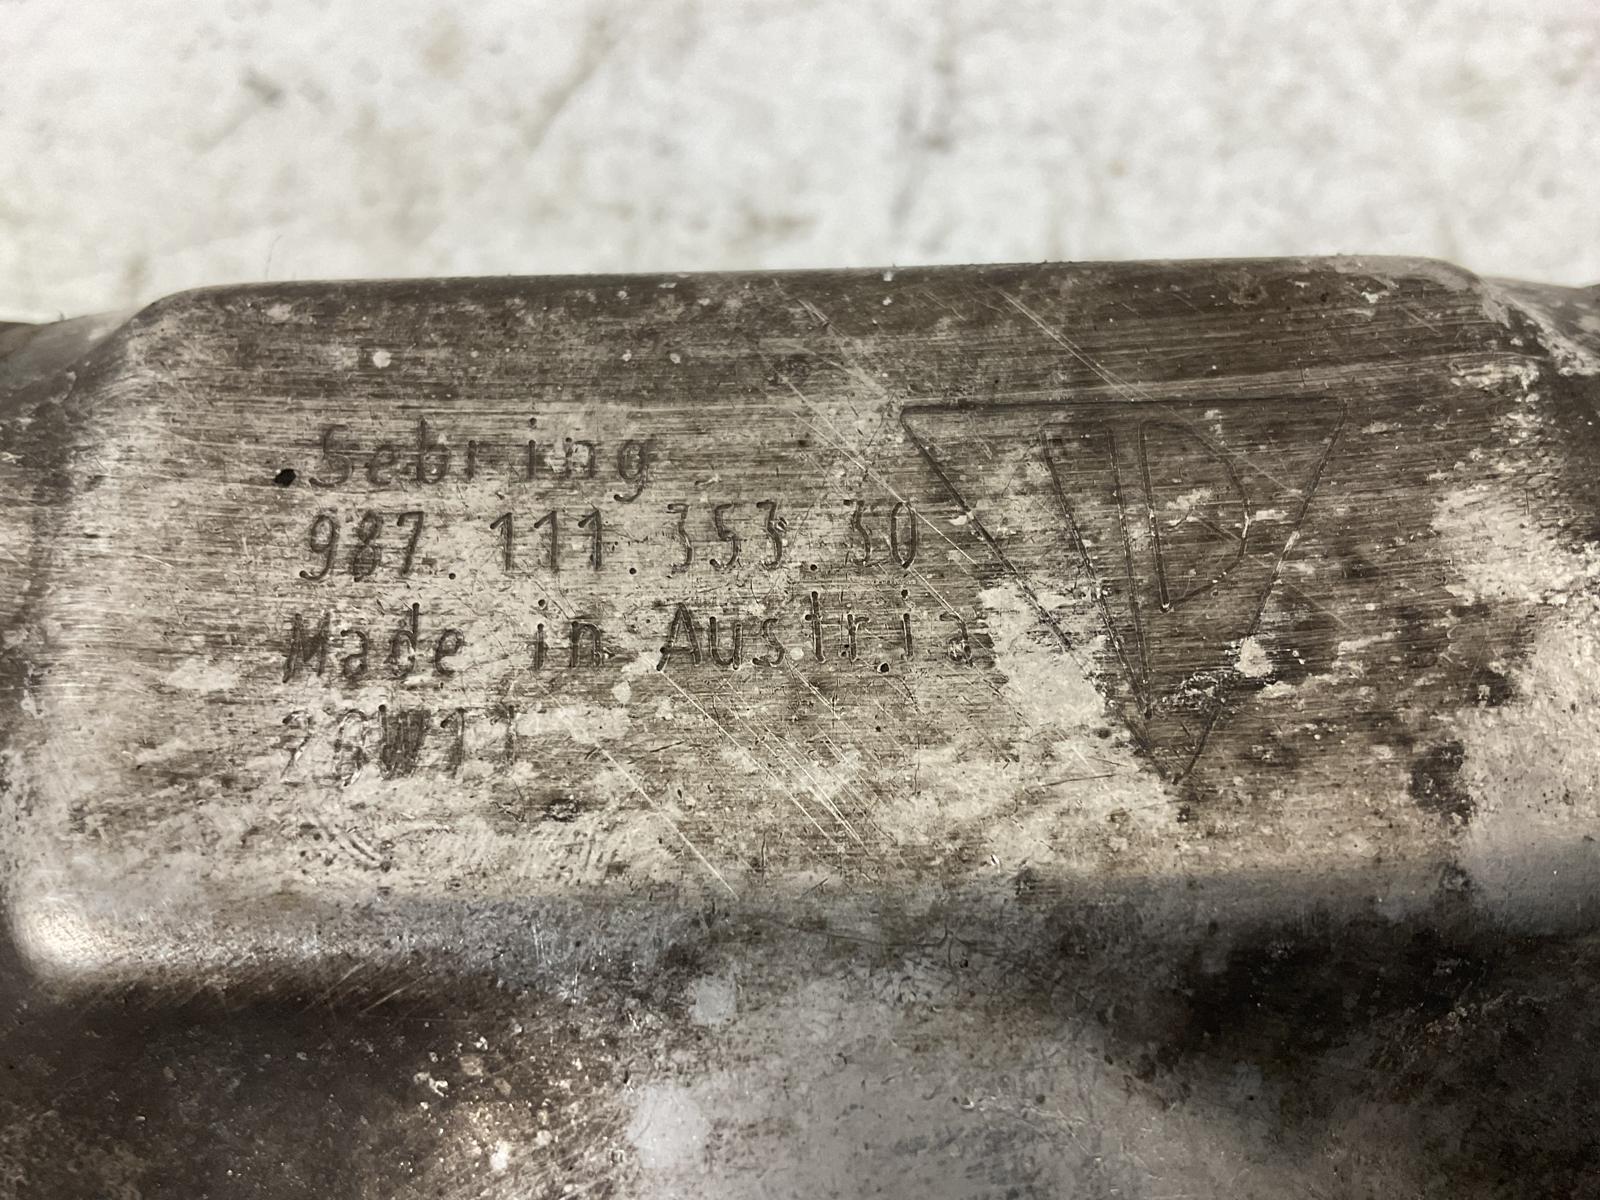 Sebring
987.111.353.30
Made in Austria